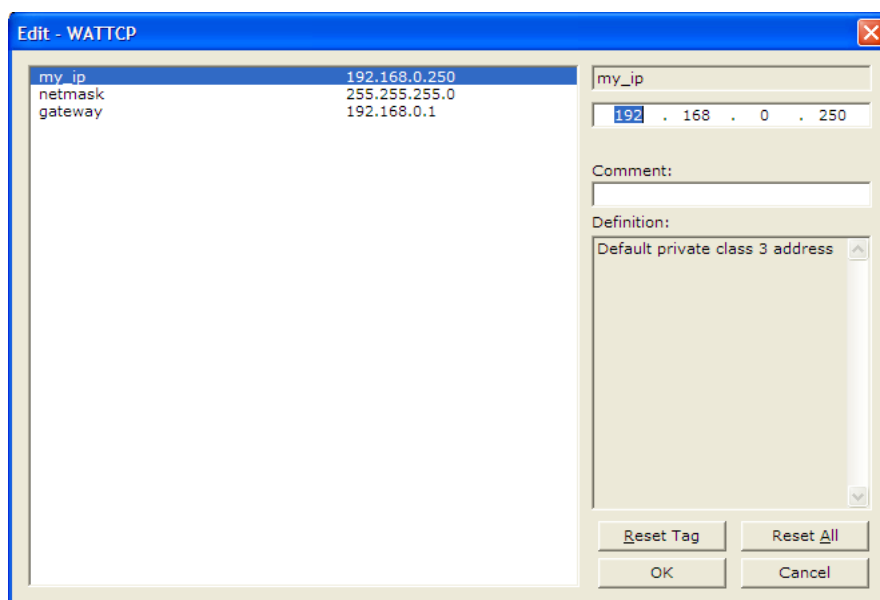 Edit - WATTCP
my_ip 192.168.0.250
netmask 255.255.255.0
gateway 192.168.0.1
my_ip
192 . 168 . 0 . 250
Comment:
Definition:
Default private class 3 address
Reset Tag Reset All
OK Cancel